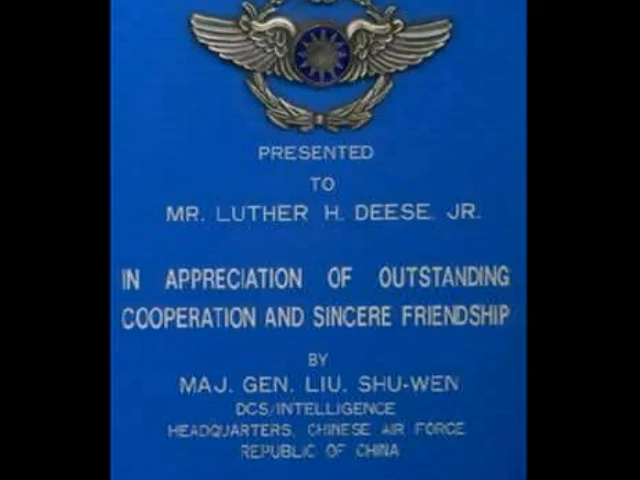 PRESENTED
TO
MR. LUTHER H. DEESE, JR.
IN APPRECIATION OF OUTSTANDING
COOPERATION AND SINCERE FRIENDSHIP
BY
MAJ. GEN. LIU, SHU-WEN
DCS/INTELLIGENCE
HEADQUARTERS, CHINESE AIR FORCE
REPUBLIC OF CHINA